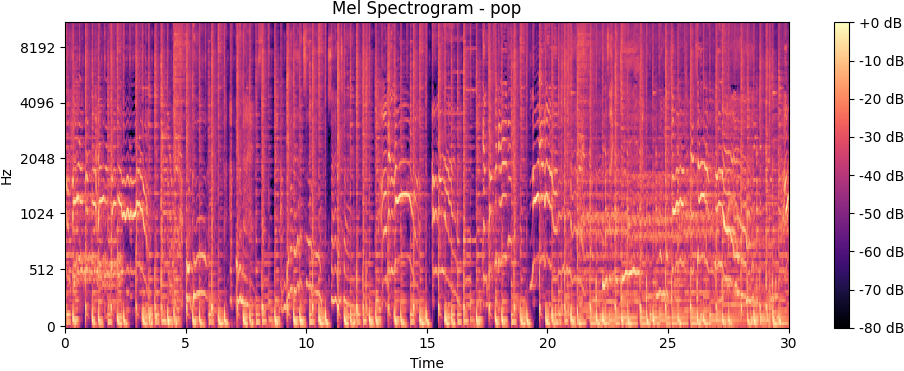 Mel Spectrogram - pop
Hz
8192
4096
2048
1024
512
0
0 5 10 15 20 25 30
Time
+0 dB
-10 dB
-20 dB
-30 dB
-40 dB
-50 dB
-60 dB
-70 dB
-80 dB